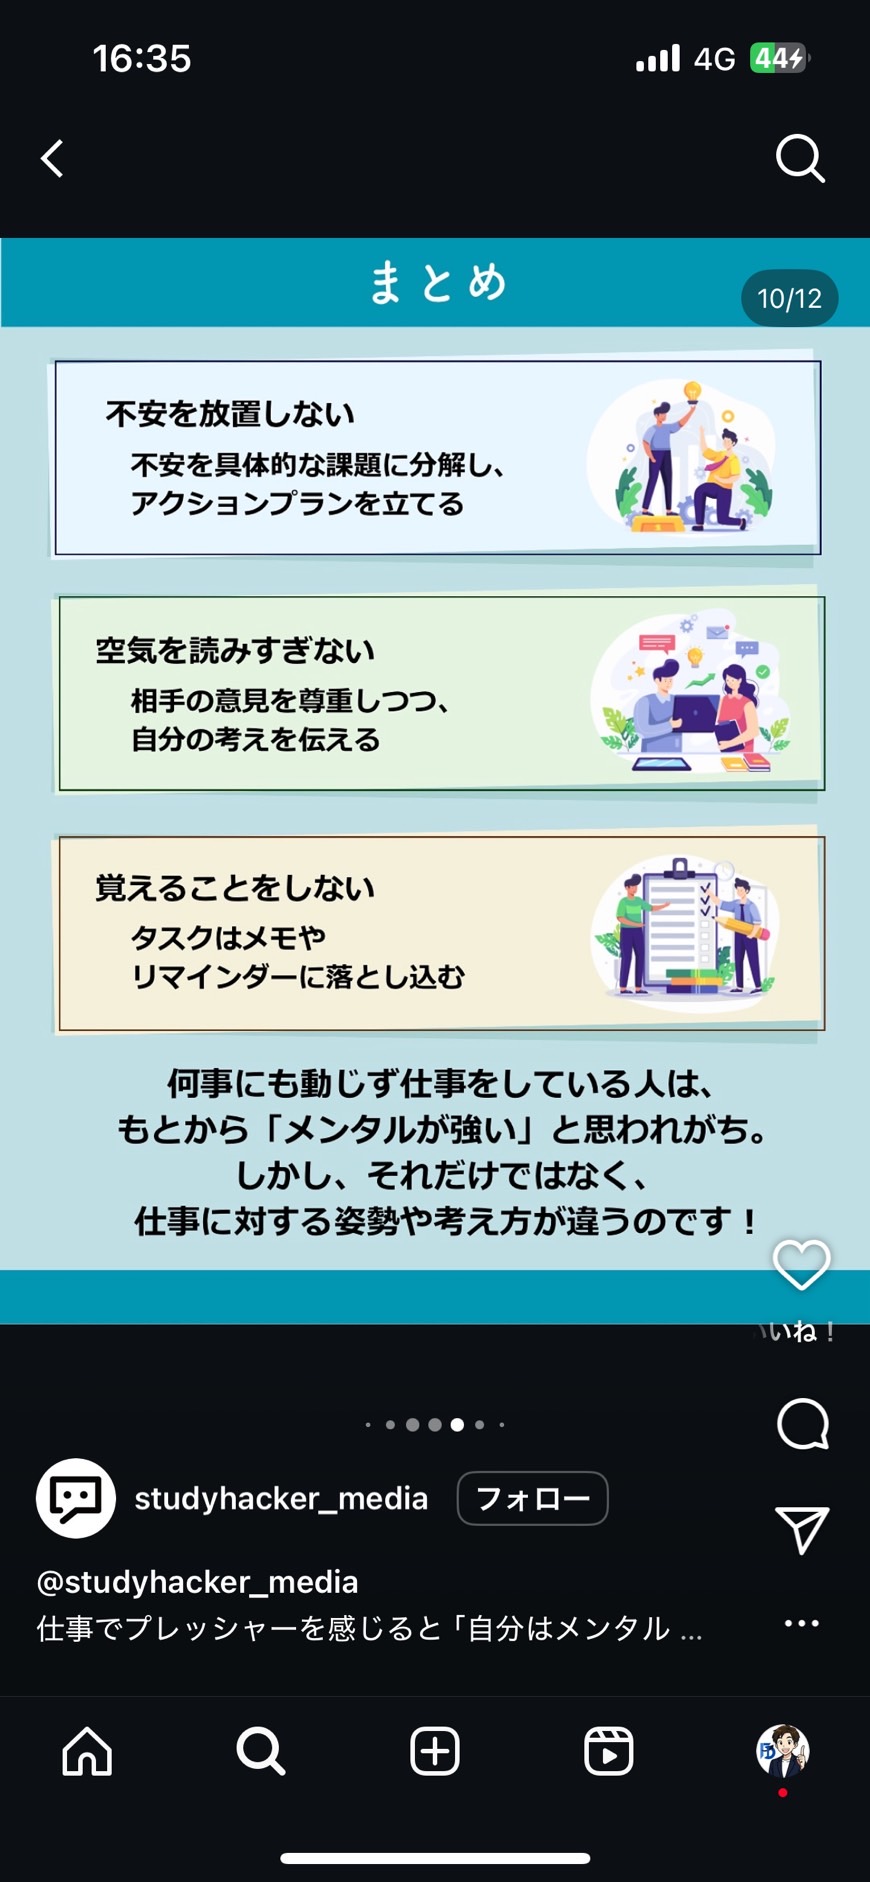 16:35
4G
44
まとめ
10/12
不安を放置しない
不安を具体的な課題に分解し、
アクションプランを立てる
空気を読みすぎない
相手の意見を尊重しつつ、
自分の考えを伝える
覚えることをしない
タスクはメモや
リマインダーに落とし込む
何事にも動じず仕事をしている人は、
もとから「メンタルが強い」と思われがち。
しかし、それだけではなく、
仕事に対する姿勢や考え方が違うのです！
いいね！
studyhacker_media
フォロー
@studyhacker_media
仕事でプレッシャーを感じると「自分はメンタル ...